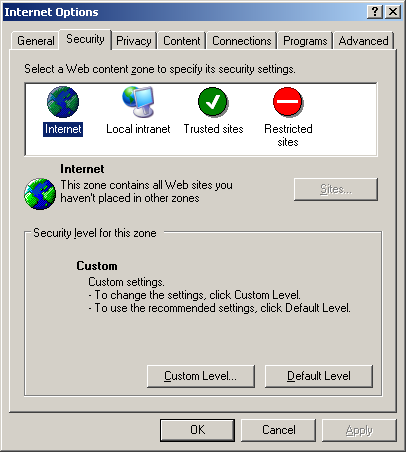 Internet Options
General Security Privacy Content Connections Programs Advanced
Select a Web content zone to specify its security settings.
Internet Local intranet Trusted sites Restricted
sites
Internet
This zone contains all Web sites you
haven't placed in other zones
Sites...
Security level for this zone
Custom
Custom settings.
- To change the settings, click Custom Level.
- To use the recommended settings, click Default Level.
Custom Level... Default Level
OK Cancel Apply